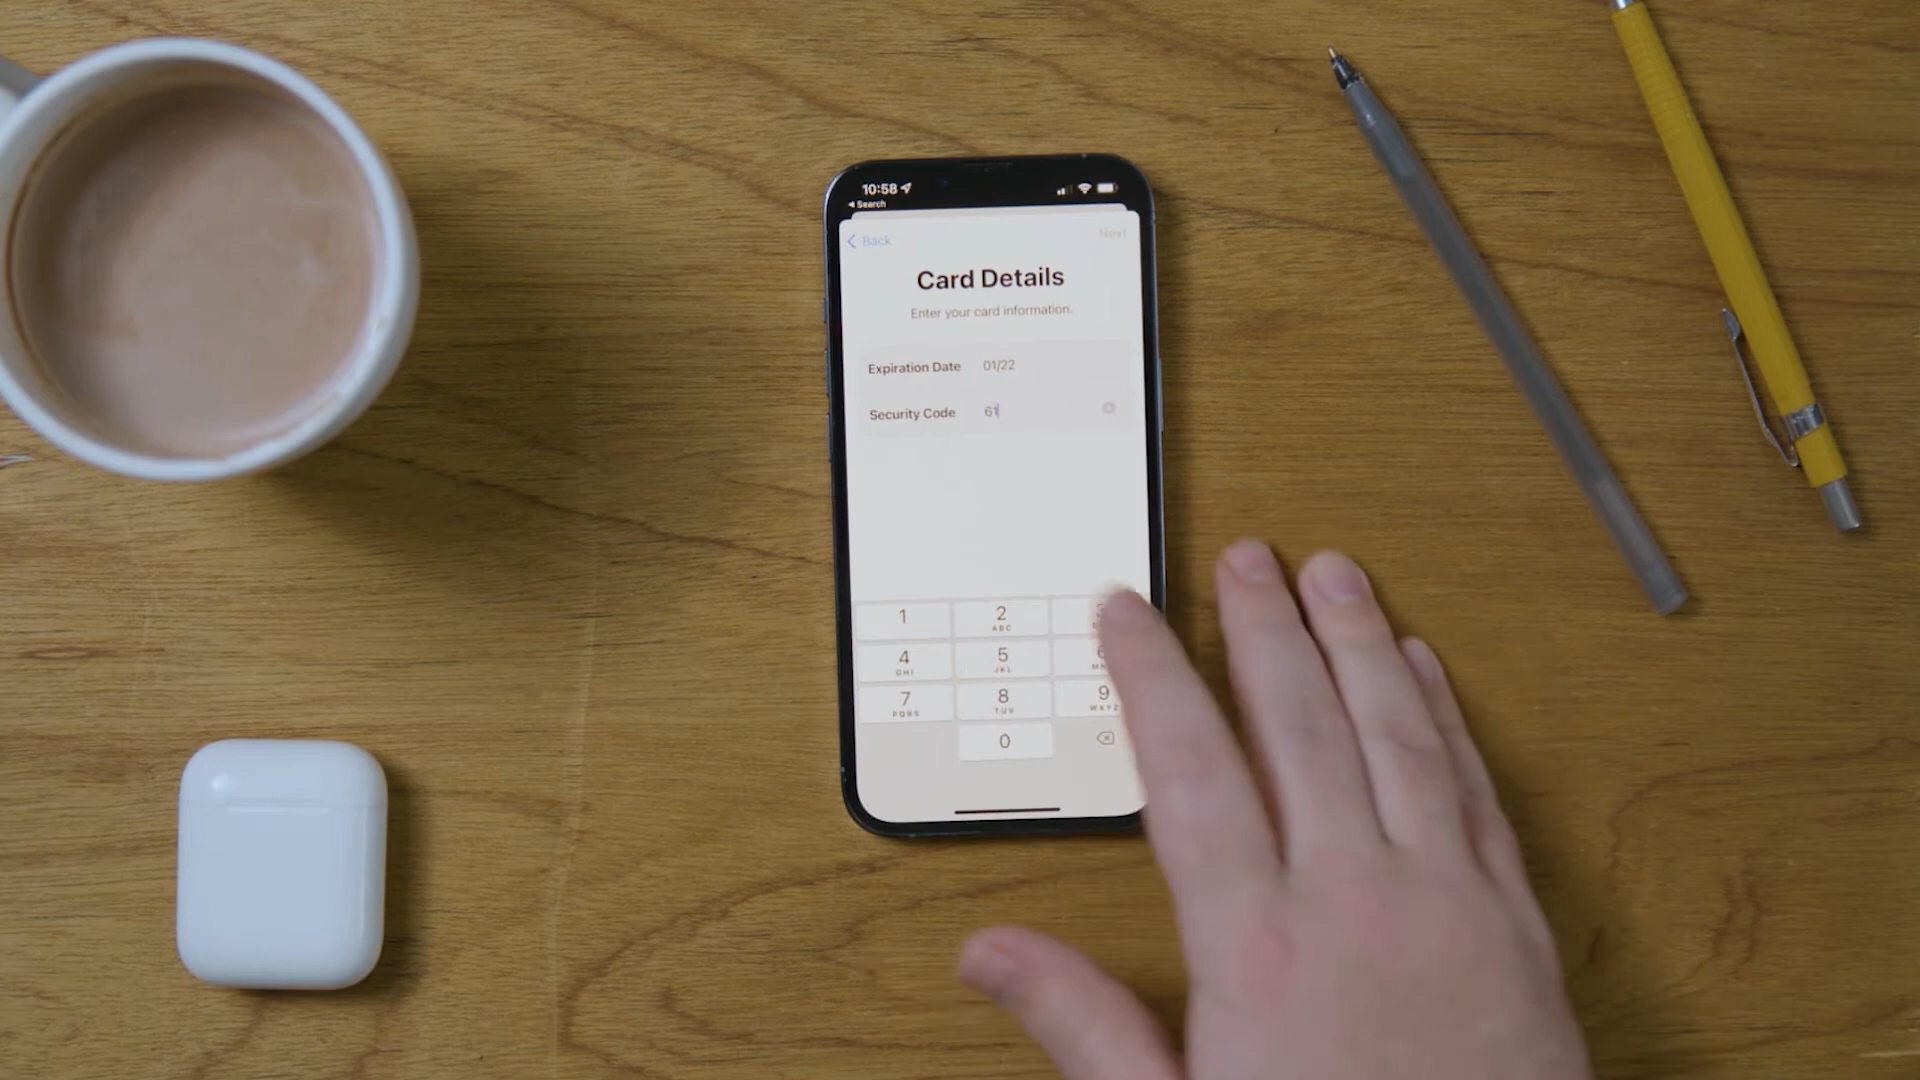 10:58
Search
Back
Next
Card Details
Enter your card information.
Expiration Date 01/22
Security Code 61
1
2
ABC
4
GHI
5
JKL
6
7
PQRS
8
TUV
9
WXYZ
0